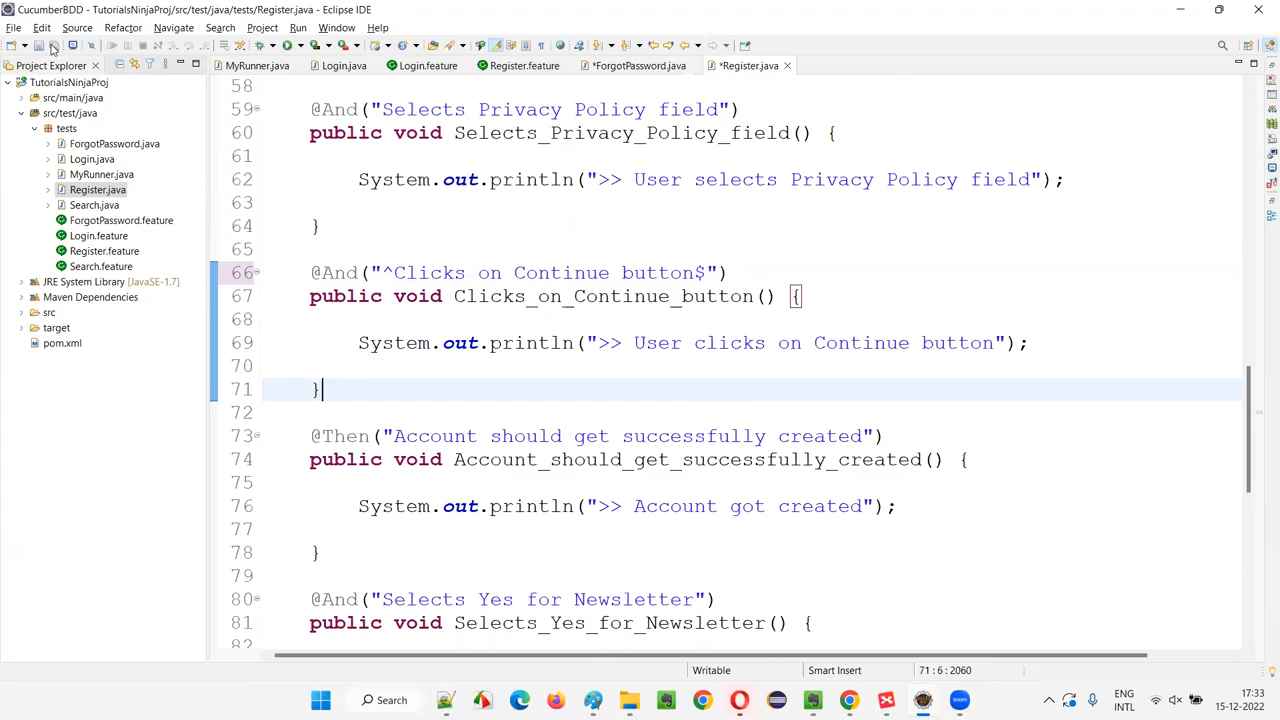 CucumberBDD - TutorialsNinjaProj/src/test/java/tests/Register.java - Eclipse IDE
File Edit Source Refactor Navigate Search Project Run Window Help
Project Explorer
MyRunner.java Login.java Login.feature Register.feature *ForgotPassword.java *Register.java
TutorialsNinjaProj
src/main/java
src/test/java
tests
ForgotPassword.java
Login.java
MyRunner.java
Register.java
Search.java
ForgotPassword.feature
Login.feature
Register.feature
Search.feature
JRE System Library [JavaSE-1.7]
Maven Dependencies
src
target
pom.xml
58
59 @And("Selects Privacy Policy field")
60 public void Selects_Privacy_Policy_field() {
61
62 System.out.println(">> User selects Privacy Policy field");
63
64 }
65
66 @And("^Clicks on Continue button$")
67 public void Clicks_on_Continue_button() {
68
69 System.out.println(">> User clicks on Continue button");
70
71 }
72
73 @Then("Account should get successfully created")
74 public void Account_should_get_successfully_created() {
75
76 System.out.println(">> Account got created");
77
78 }
79
80 @And("Selects Yes for Newsletter")
81 public void Selects_Yes_for_Newsletter() {
82
Writable Smart Insert 71 : 6 : 2060
Search
ENG
INTL
17:33
15-12-2022